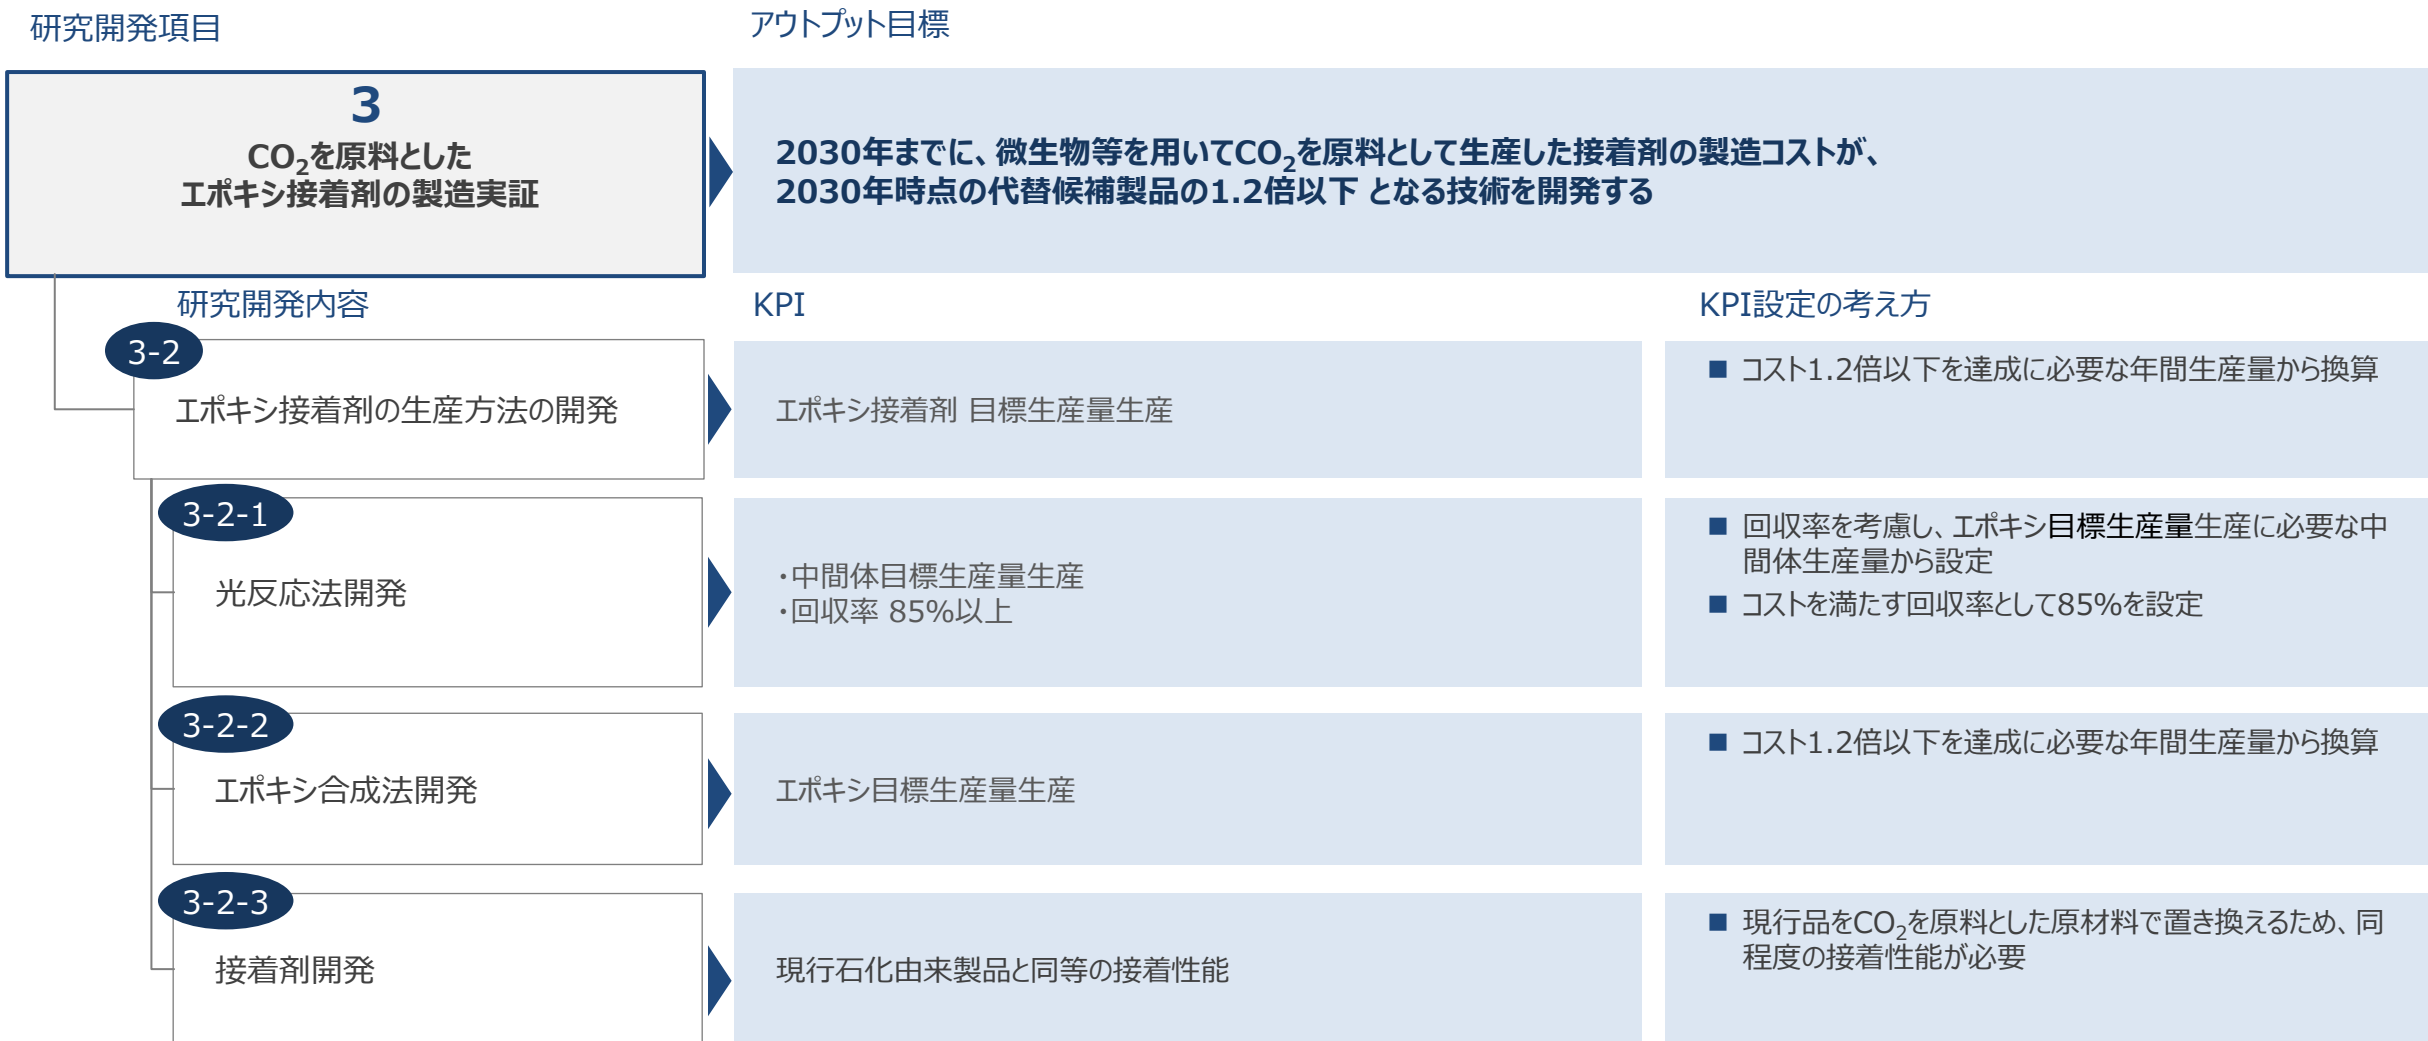 研究開発項目
アウトプット目標
3
CO₂を原料とした
エポキシ接着剤の製造実証
2030年までに、微生物等を用いてCO₂を原料として生産した接着剤の製造コストが、
2030年時点の代替候補製品の1.2倍以下 となる技術を開発する
研究開発内容
KPI
KPI設定の考え方
3-2
エポキシ接着剤の生産方法の開発
エポキシ接着剤 目標生産量生産
■ コスト1.2倍以下を達成に必要な年間生産量から換算
3-2-1
光反応法開発
・中間体目標生産量生産
・回収率 85%以上
■ 回収率を考慮し、エポキシ目標生産量生産に必要な中
間体生産量から設定
■ コストを満たす回収率として85%を設定
3-2-2
エポキシ合成法開発
エポキシ目標生産量生産
■ コスト1.2倍以下を達成に必要な年間生産量から換算
3-2-3
接着剤開発
現行石化由来製品と同等の接着性能
■ 現行品をCO₂を原料とした原材料で置き換えるため、同
程度の接着性能が必要